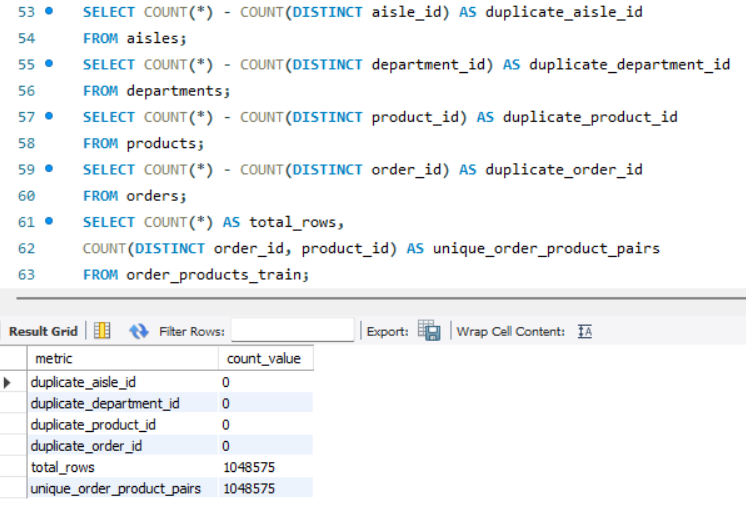 53 SELECT COUNT(*) - COUNT(DISTINCT aisle_id) AS duplicate_aisle_id
54 FROM aisles;
55 SELECT COUNT(*) - COUNT(DISTINCT department_id) AS duplicate_department_id
56 FROM departments;
57 SELECT COUNT(*) - COUNT(DISTINCT product_id) AS duplicate_product_id
58 FROM products;
59 SELECT COUNT(*) - COUNT(DISTINCT order_id) AS duplicate_order_id
60 FROM orders;
61 SELECT COUNT(*) AS total_rows,
62 COUNT(DISTINCT order_id, product_id) AS unique_order_product_pairs
63 FROM order_products_train;
Result Grid Filter Rows: Export: Wrap Cell Content: IA
metric count_value
duplicate_aisle_id 0
duplicate_department_id 0
duplicate_product_id 0
duplicate_order_id 0
total_rows 1048575
unique_order_product_pairs 1048575